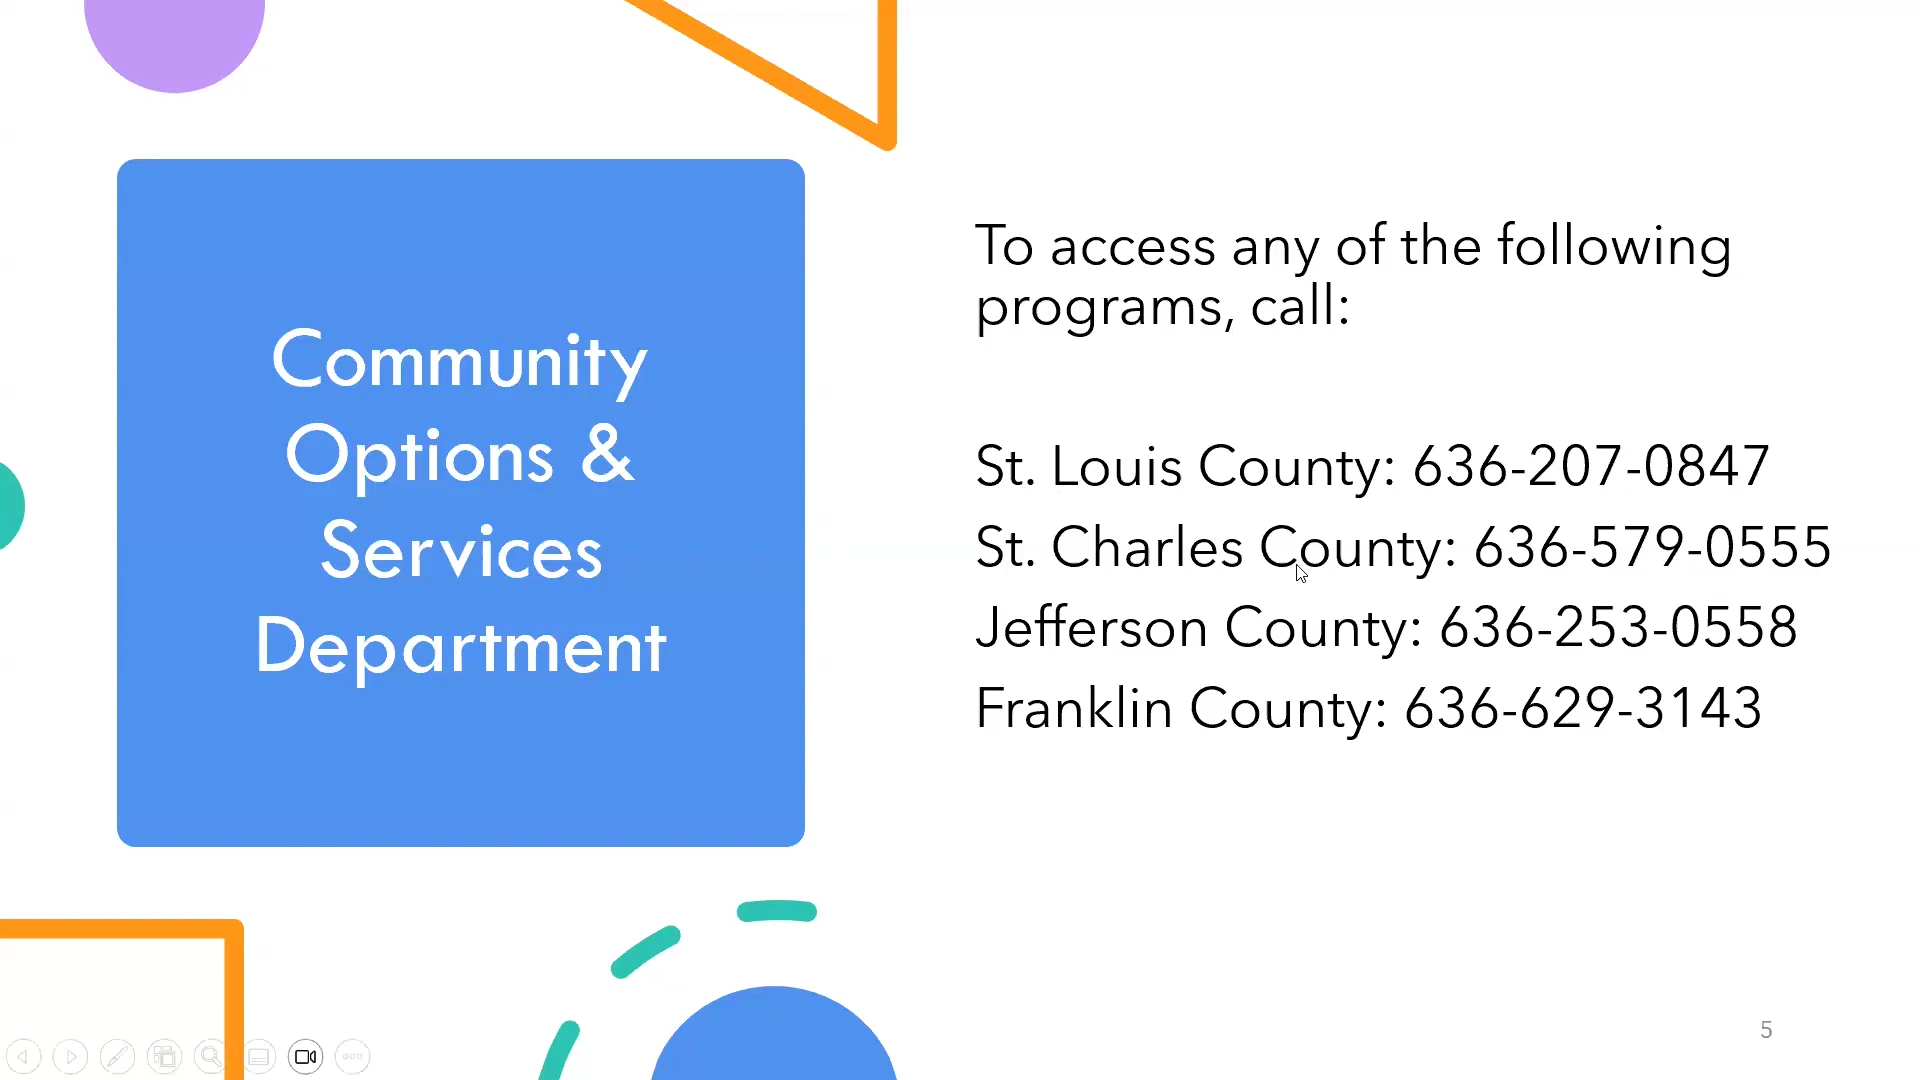 Community
Options &
Services
Department
To access any of the following
programs, call:
St. Louis County: 636-207-0847
St. Charles County: 636-579-0555
Jefferson County: 636-253-0558
Franklin County: 636-629-3143
5